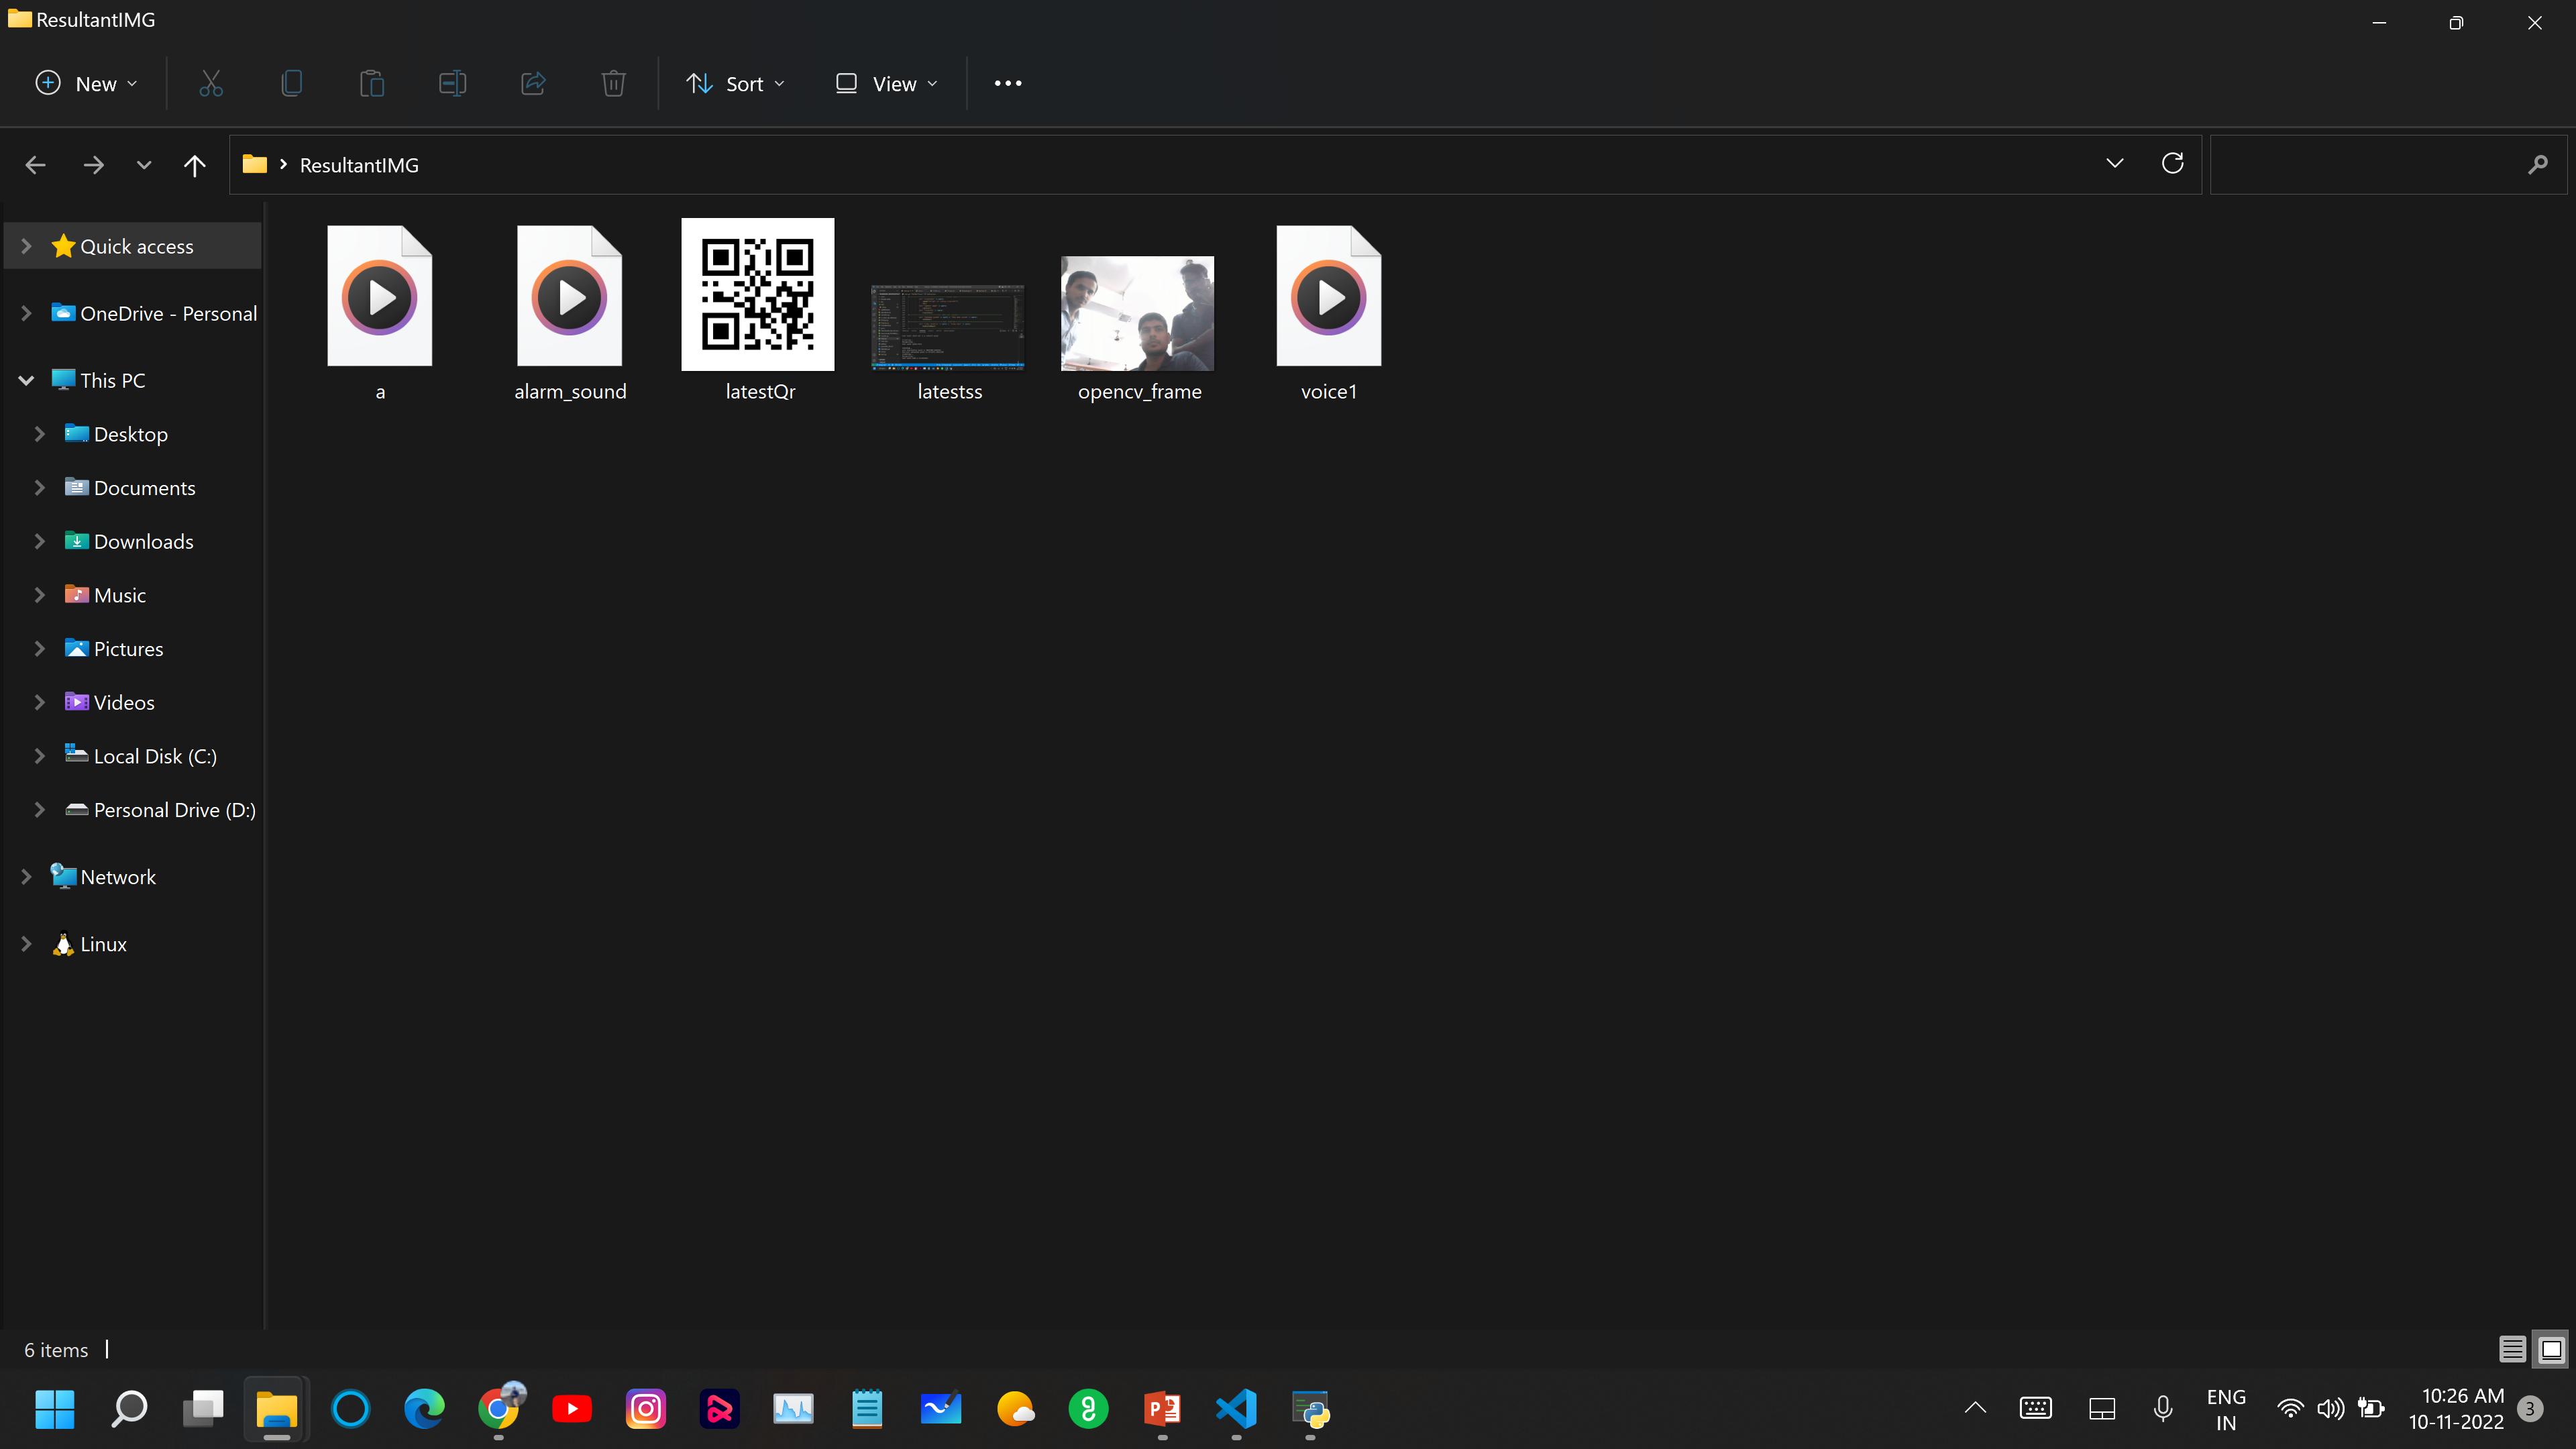 ResultantIMG
New
Sort
View
ResultantIMG
Quick access
OneDrive - Personal
This PC
Desktop
Documents
Downloads
Music
Pictures
Videos
Local Disk (C:)
Personal Drive (D:)
Network
Linux
a
alarm_sound
latestQr
latestss
opencv_frame
voice1
6 items
ENG
IN
10:26 AM
10-11-2022
3